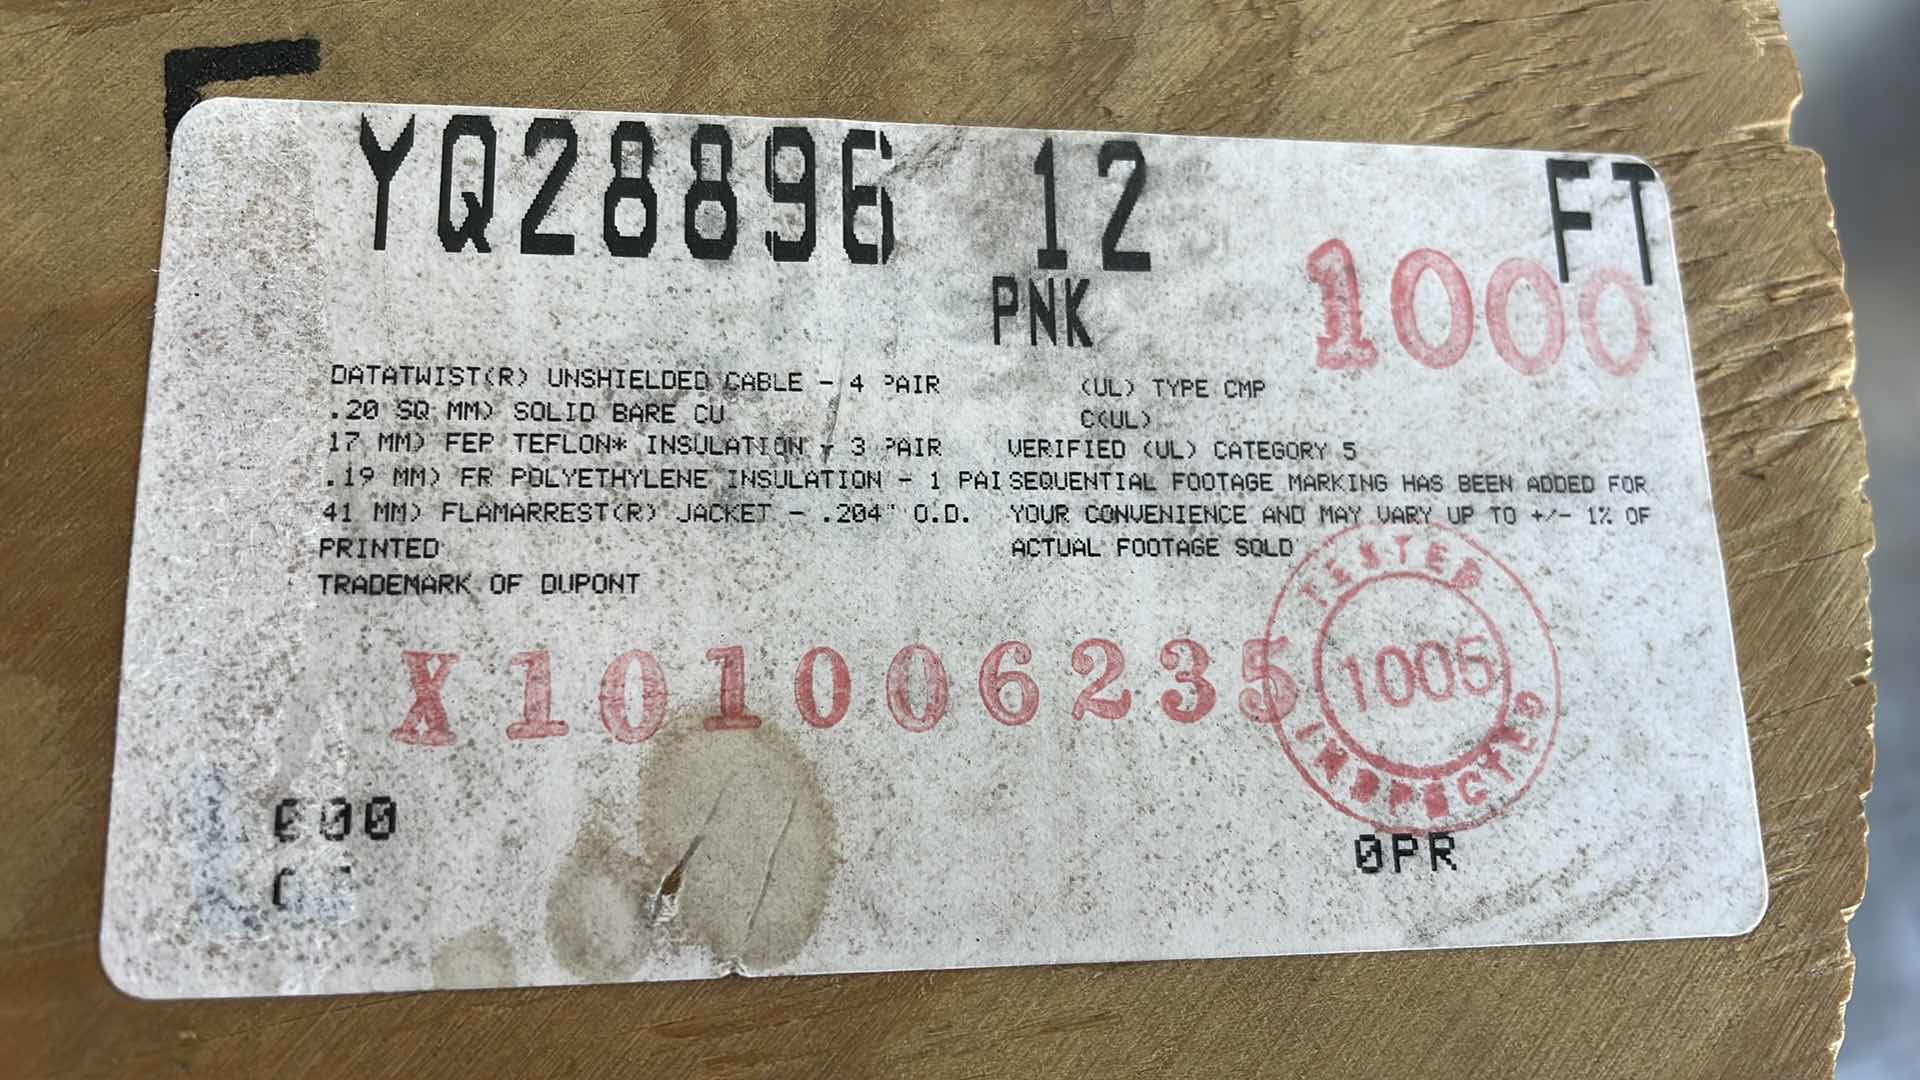 YQ28896 12 FT
PNK
1000
DATATWIST(R) UNSHIELDED CABLE - 4 PAIR
.20 SQ MM) SOLID BARE CU
17 MM) FEP TEFLON* INSULATION - 3 PAIR
.19 MM) FR POLYETHYLENE INSULATION - 1 PAI
41 MM) FLAMARREST(R) JACKET - .204" O.D.
PRINTED
TRADEMARK OF DUPONT
(UL) TYPE CMP
C(UL)
VERIFIED (UL) CATEGORY 5
SEQUENTIAL FOOTAGE MARKING HAS BEEN ADDED FOR
YOUR CONVENIENCE AND MAY VARY UP TO +/- 1% OF
ACTUAL FOOTAGE SOLD
X101006235
TESTED
1005
INSPECTED
000
OPR